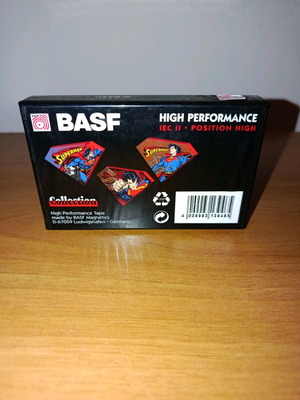 BASF
HIGH PERFORMANCE
IEC II · POSITION HIGH
SUPERMAN
SUPERMAN
Collection
High Performance Tape
made by BASF Magnetics
D-67059 Ludwigshafen · Germany